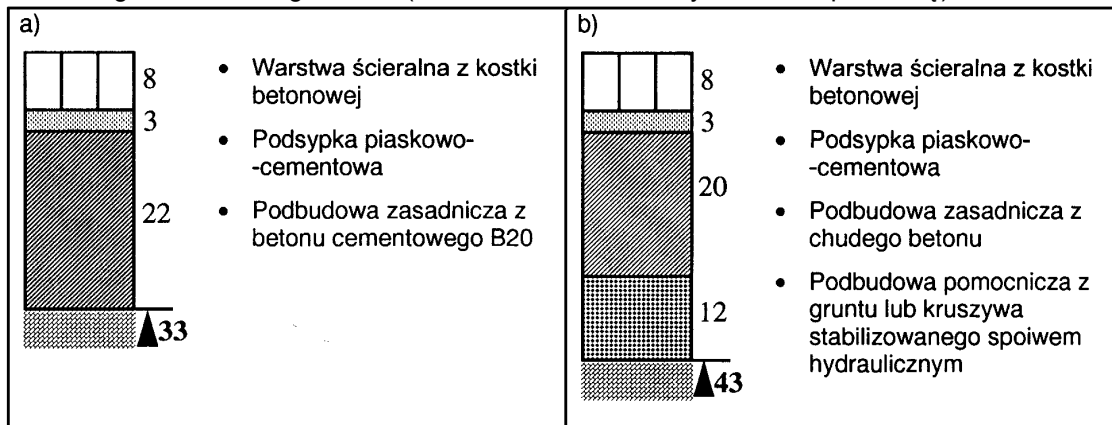 a)
8
3
22
33
• Warstwa ścieralna z kostki
betonowej
• Podsypka piaskowo-
-cementowa
• Podbudowa zasadnicza z
betonu cementowego B20
b)
8
3
20
12
43
• Warstwa ścieralna z kostki
betonowej
• Podsypka piaskowo-
-cementowa
• Podbudowa zasadnicza z
chudego betonu
• Podbudowa pomocnicza z
gruntu lub kruszywa
stabilizowanego spoiwem
hydraulicznym